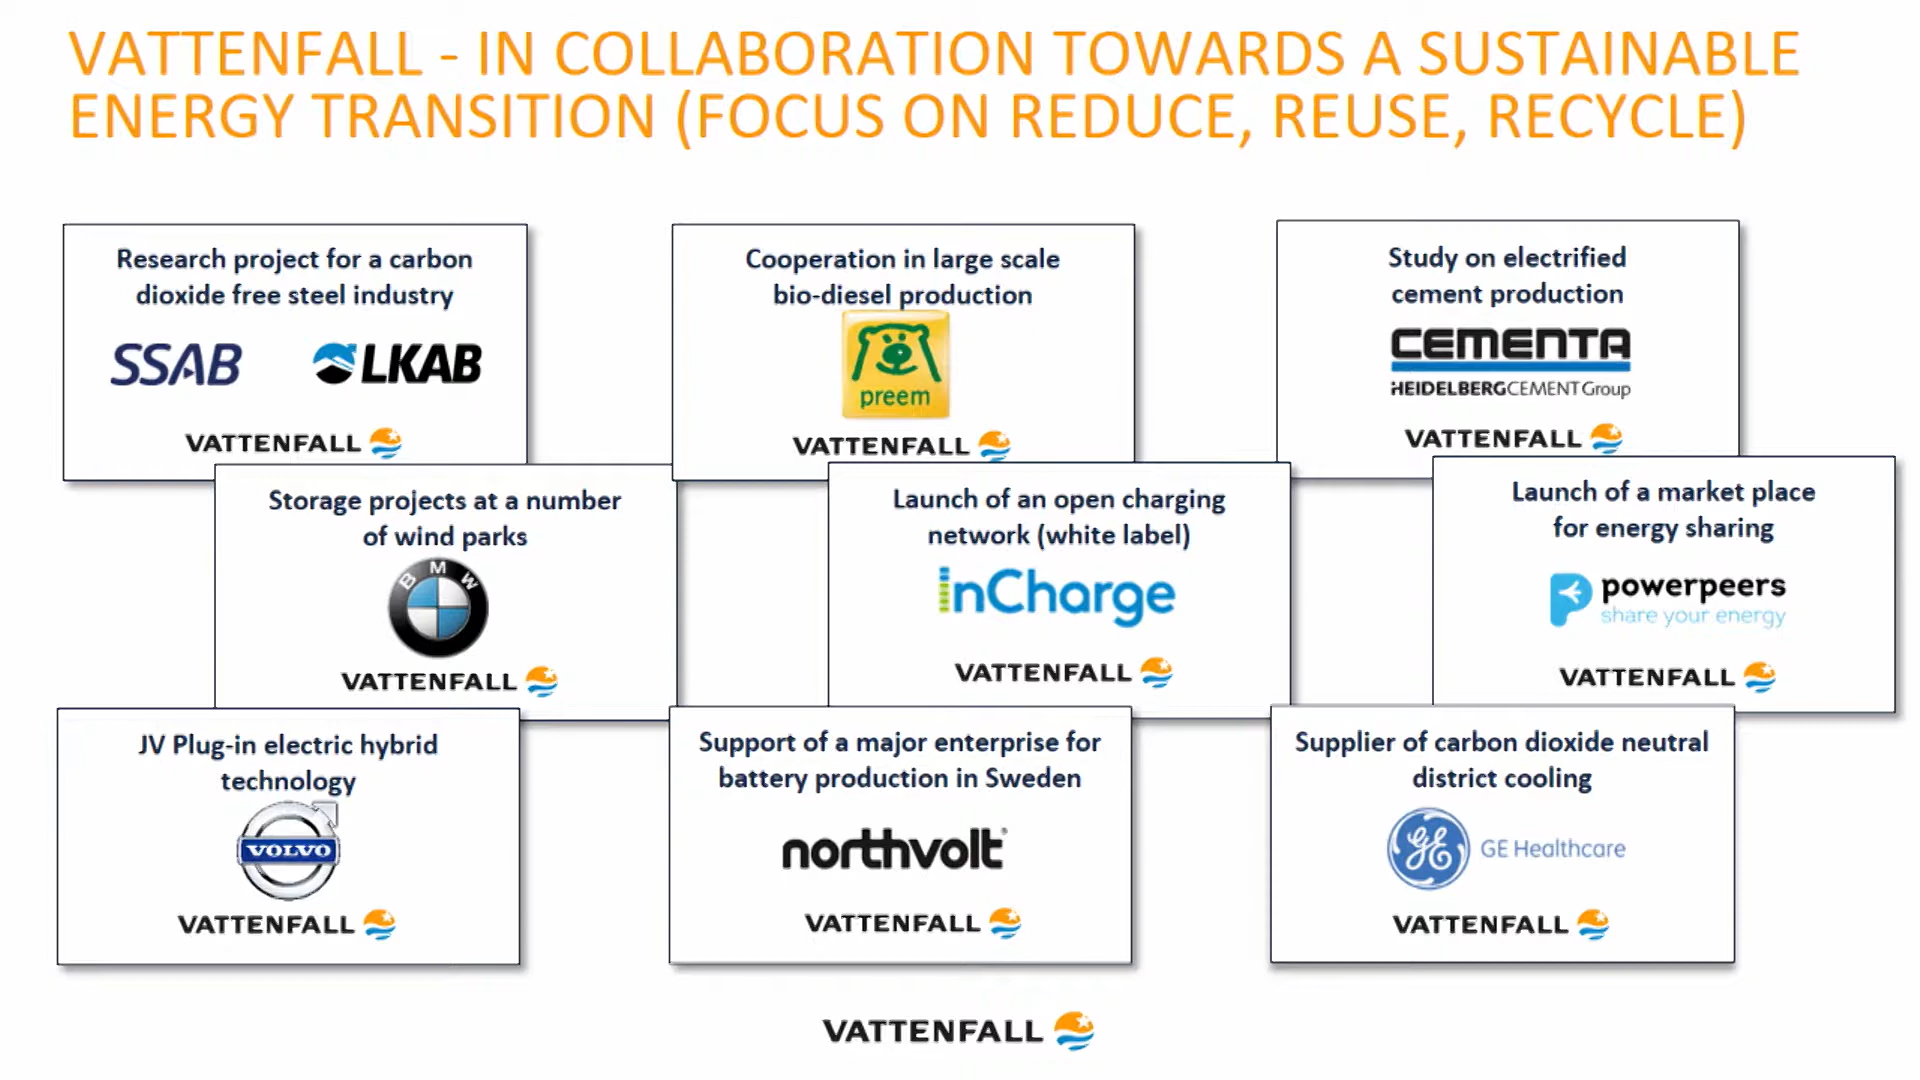 VATTENFALL - IN COLLABORATION TOWARDS A SUSTAINABLE
ENERGY TRANSITION (FOCUS ON REDUCE, REUSE, RECYCLE)
Research project for a carbon
dioxide free steel industry
SSAB LKAB
VATTENFALL
Cooperation in large scale
bio-diesel production
preem
VATTENFALL
Study on electrified
cement production
CEMENTA
HEIDELBERGCEMENT Group
VATTENFALL
Storage projects at a number
of wind parks
BMW
VATTENFALL
Launch of an open charging
network (white label)
inCharge
VATTENFALL
Launch of a market place
for energy sharing
powerpeers
share your energy
VATTENFALL
JV Plug-in electric hybrid
technology
VOLVO
VATTENFALL
Support of a major enterprise for
battery production in Sweden
northvolt
VATTENFALL
Supplier of carbon dioxide neutral
district cooling
GE GE Healthcare
VATTENFALL
VATTENFALL